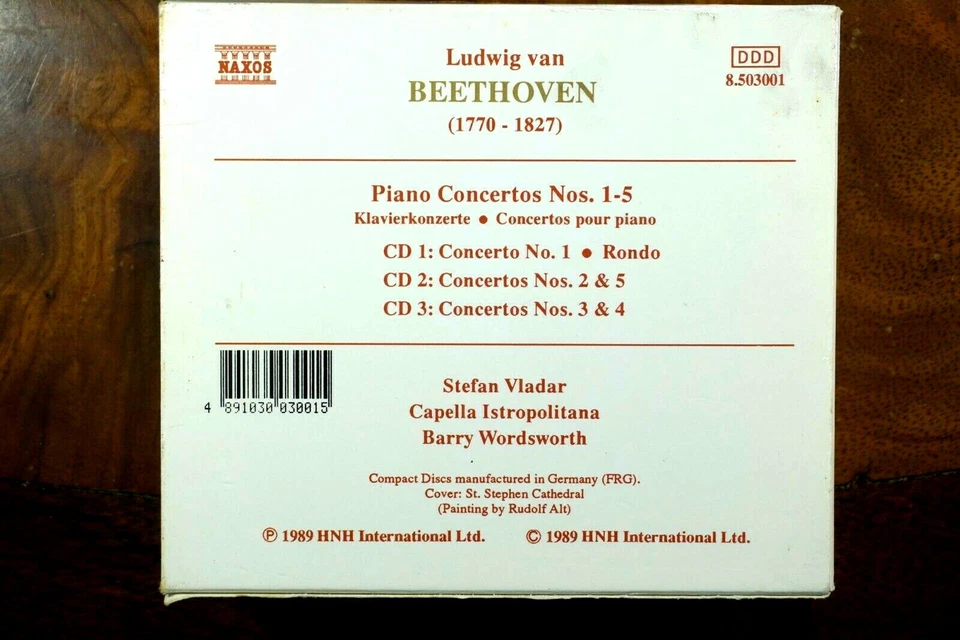 NAXOS
DDD
8.503001
Ludwig van
BEETHOVEN
(1770 - 1827)
Piano Concertos Nos. 1-5
Klavierkonzerte ● Concertos pour piano
CD 1: Concerto No. 1 ● Rondo
CD 2: Concertos Nos. 2 & 5
CD 3: Concertos Nos. 3 & 4
4 891030 030015
Stefan Vladar
Capella Istropolitana
Barry Wordsworth
Compact Discs manufactured in Germany (FRG).
Cover: St. Stephen Cathedral
(Painting by Rudolf Alt)
℗ 1989 HNH International Ltd. © 1989 HNH International Ltd.